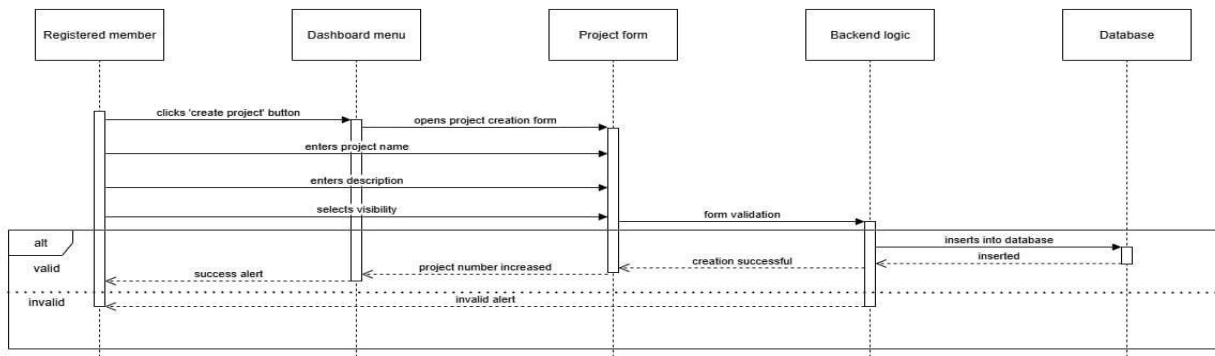 Registered member
Dashboard menu
Project form
Backend logic
Database
clicks 'create project' button
opens project creation form
enters project name
enters description
selects visibility
form validation
alt
inserts into database
valid
inserted
creation successful
project number increased
success alert
invalid
invalid alert